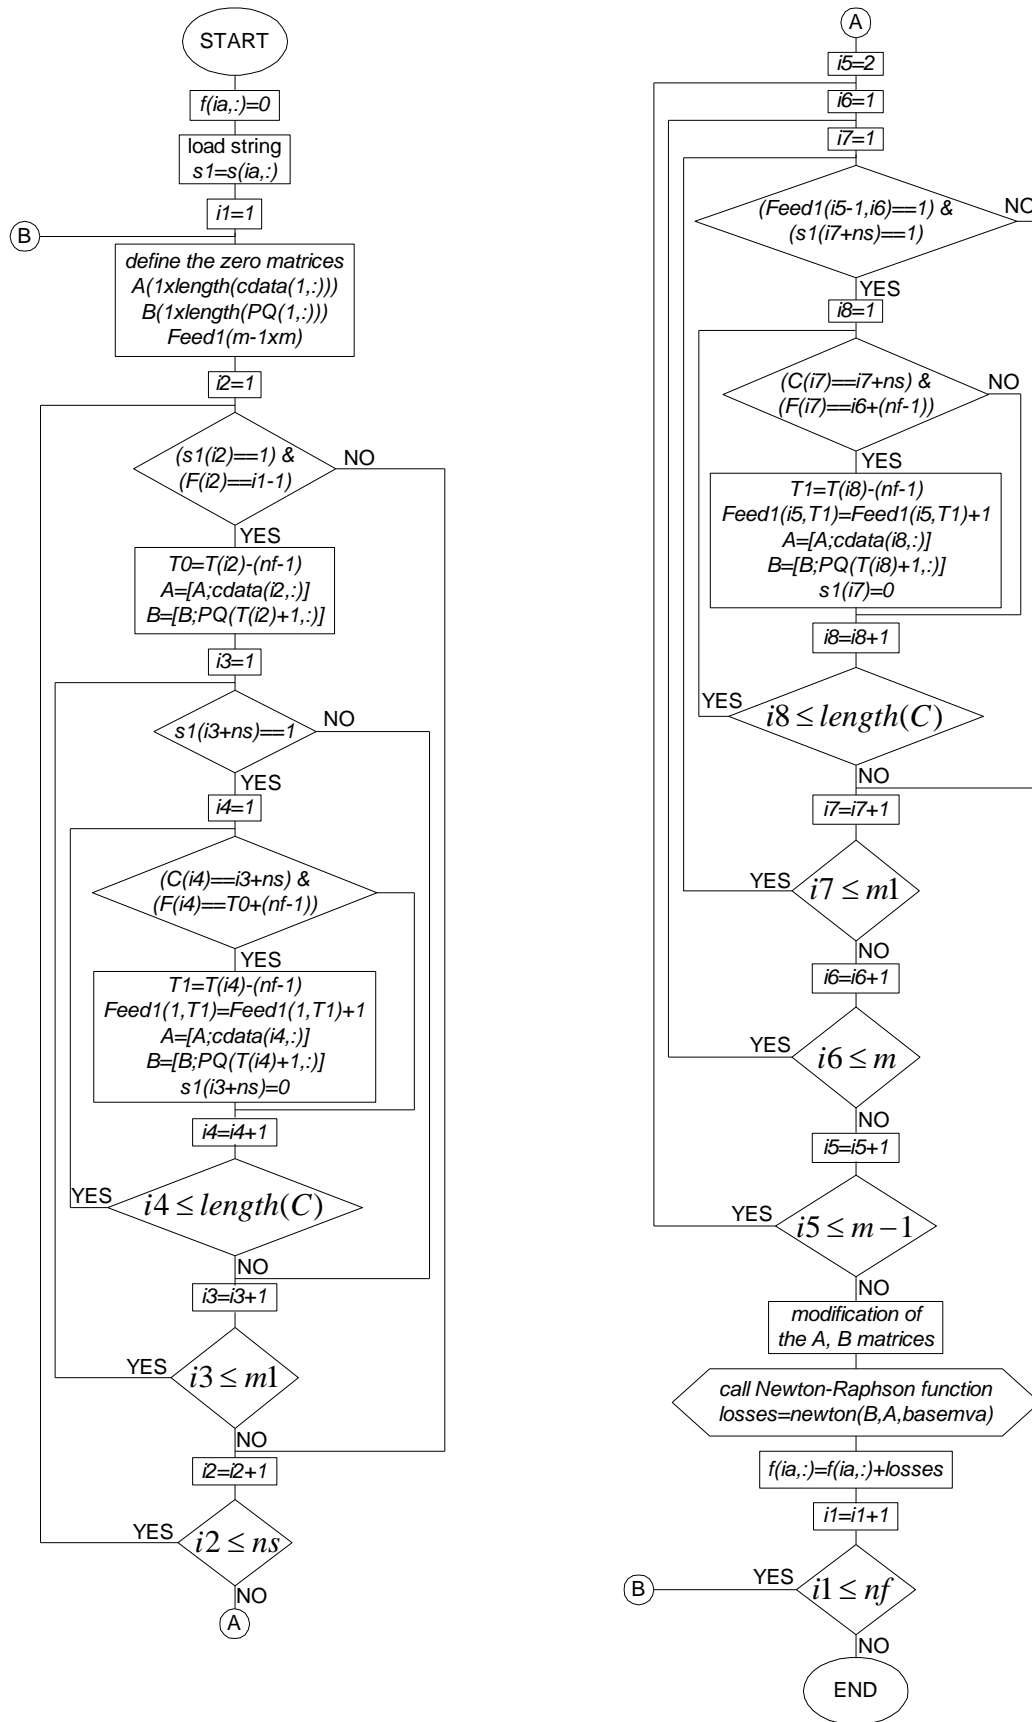 START
f(ia,:)=0
load string
s1=s(ia,:)
i1=1
B
define the zero matrices
A(1xlength(cdata(1,:)))
B(1xlength(PQ(1,:)))
Feed1(m-1xm)
i2=1
(s1(i2)==1) &
(F(i2)==i1-1)
NO
YES
T0=T(i2)-(nf-1)
A=[A;cdata(i2,:)]
B=[B;PQ(T(i2)+1,:)]
i3=1
s1(i3+ns)==1
NO
YES
i4=1
(C(i4)==i3+ns) &
(F(i4)==T0+(nf-1))
YES
T1=T(i4)-(nf-1)
Feed1(1,T1)=Feed1(1,T1)+1
A=[A;cdata(i4,:)]
B=[B;PQ(T(i4)+1,:)]
s1(i3+ns)=0
i4=i4+1
YES
i4 ≤ length(C)
NO
i3=i3+1
YES
i3 ≤ m1
NO
i2=i2+1
YES
i2 ≤ ns
NO
A
A
i5=2
i6=1
i7=1
(Feed1(i5-1,i6)==1) &
(s1(i7+ns)==1)
NO
YES
i8=1
(C(i7)==i7+ns) &
(F(i7)==i6+(nf-1))
NO
YES
T1=T(i8)-(nf-1)
Feed1(i5,T1)=Feed1(i5,T1)+1
A=[A;cdata(i8,:)]
B=[B;PQ(T(i8)+1,:)]
s1(i7)=0
i8=i8+1
YES
i8 ≤ length(C)
NO
i7=i7+1
YES
i7 ≤ m1
NO
i6=i6+1
YES
i6 ≤ m
NO
i5=i5+1
YES
i5 ≤ m−1
NO
modification of
the A, B matrices
call Newton-Raphson function
losses=newton(B,A,basemva)
f(ia,:)=f(ia,:)+losses
i1=i1+1
B
YES
i1 ≤ nf
NO
END